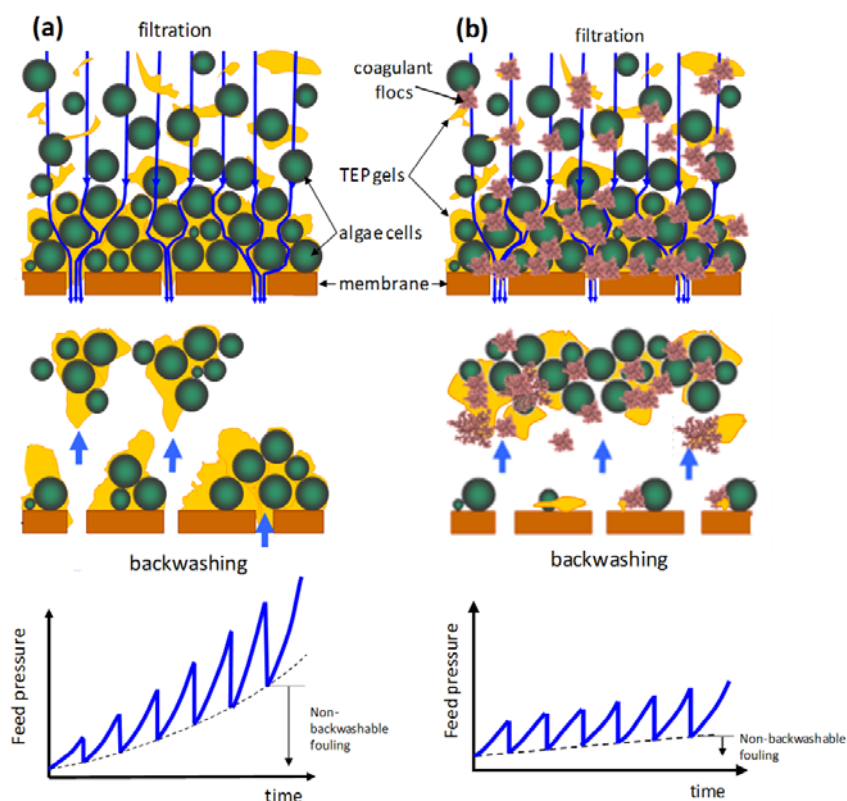 (a)
filtration
(b)
filtration
coagulant
flocs
TEP gels
algae cells
membrane
backwashing
backwashing
Feed pressure
Non-
backwashable
fouling
time
Feed pressure
Non-backwashable
fouling
time